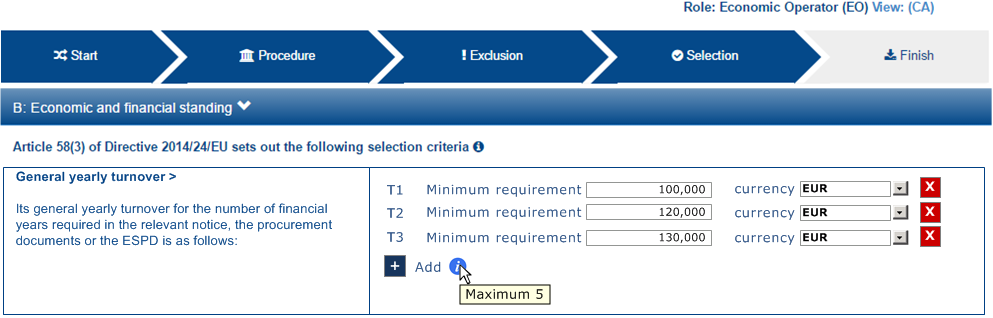 Role: Economic Operator (EO) View: (CA)
Start Procedure Exclusion Selection Finish
B: Economic and financial standing
Article 58(3) of Directive 2014/24/EU sets out the following selection criteria
General yearly turnover >
Its general yearly turnover for the number of financial
years required in the relevant notice, the procurement
documents or the ESPD is as follows:
T1 Minimum requirement 100,000 currency EUR X
T2 Minimum requirement 120,000 currency EUR X
T3 Minimum requirement 130,000 currency EUR X
+ Add i
Maximum 5